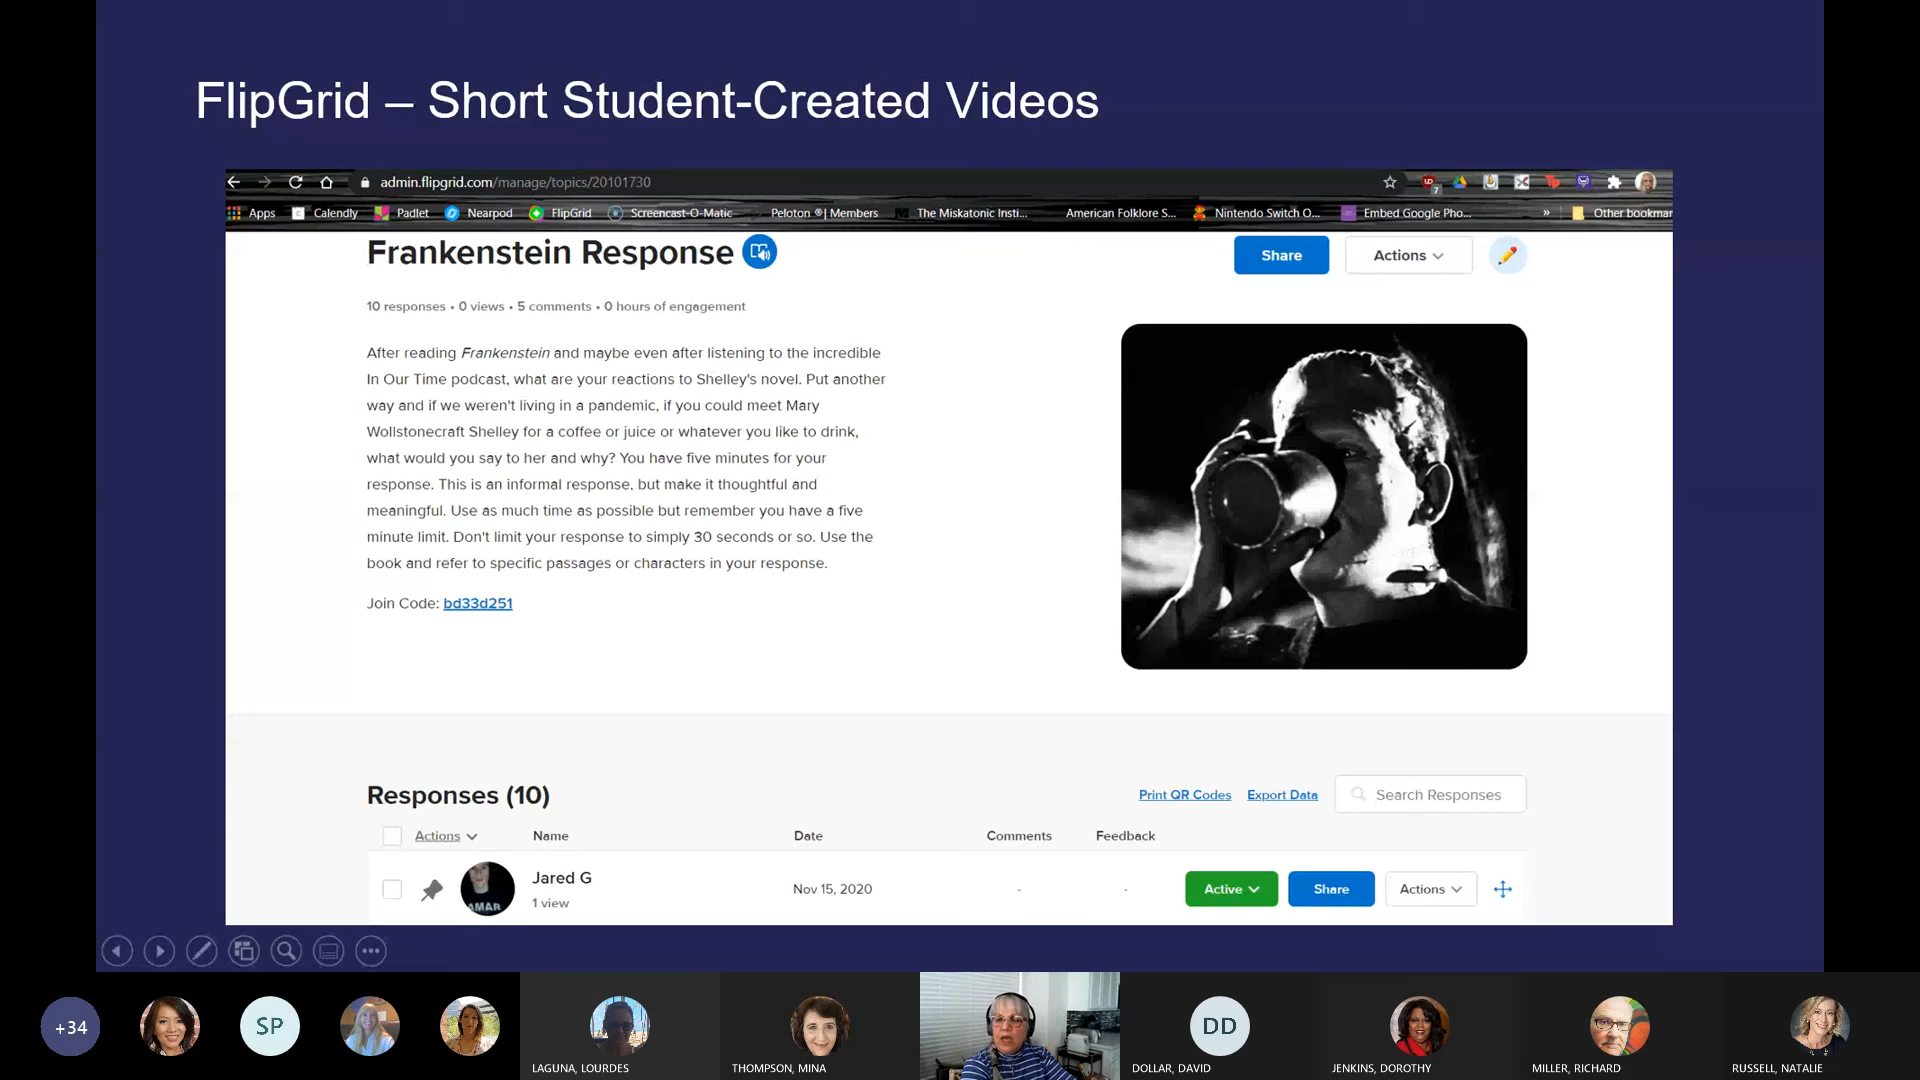 FlipGrid – Short Student-Created Videos
admin.flipgrid.com/manage/topics/20101730
7
Apps Calendly Padlet Nearpod FlipGrid Screencast-O-Matic Peloton ® | Members The Miskatonic Insti... American Folklore S... Nintendo Switch O... Embed Google Pho... » Other bookmar
Frankenstein Response
Share
Actions
10 responses • 0 views • 5 comments • 0 hours of engagement
After reading Frankenstein and maybe even after listening to the incredible
In Our Time podcast, what are your reactions to Shelley's novel. Put another
way and if we weren't living in a pandemic, if you could meet Mary
Wollstonecraft Shelley for a coffee or juice or whatever you like to drink,
what would you say to her and why? You have five minutes for your
response. This is an informal response, but make it thoughtful and
meaningful. Use as much time as possible but remember you have a five
minute limit. Don't limit your response to simply 30 seconds or so. Use the
book and refer to specific passages or characters in your response.
Join Code: bd33d251
Responses (10)
Print QR Codes Export Data Search Responses
Actions Name Date Comments Feedback
Jared G
1 view
Nov 15, 2020 - - Active Share Actions
AMAR
+34
SP
DD
LAGUNA, LOURDES
THOMPSON, MINA
DOLLAR, DAVID
JENKINS, DOROTHY
MILLER, RICHARD
RUSSELL, NATALIE